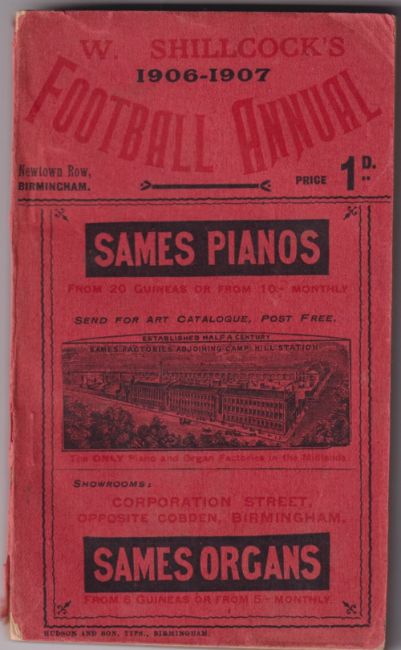 W. SHILLCOCK'S
1906-1907
FOOTBALL ANNUAL
Newtown Row,
BIRMINGHAM.
PRICE 1D.
SAMES PIANOS
FROM 20 GUINEAS OR FROM 10/- MONTHLY
SEND FOR ART CATALOGUE, POST FREE.
ESTABLISHED HALF A CENTURY
SAMES FACTORIES ADJOINING CAMP HILL STATION
The ONLY Piano and Organ Factories in the Midlands.
SHOWROOMS:
CORPORATION STREET,
OPPOSITE COBDEN, BIRMINGHAM.
SAMES ORGANS
FROM 6 GUINEAS OR FROM 5/- MONTHLY.
HUDSON AND SON, TYPS., BIRMINGHAM.